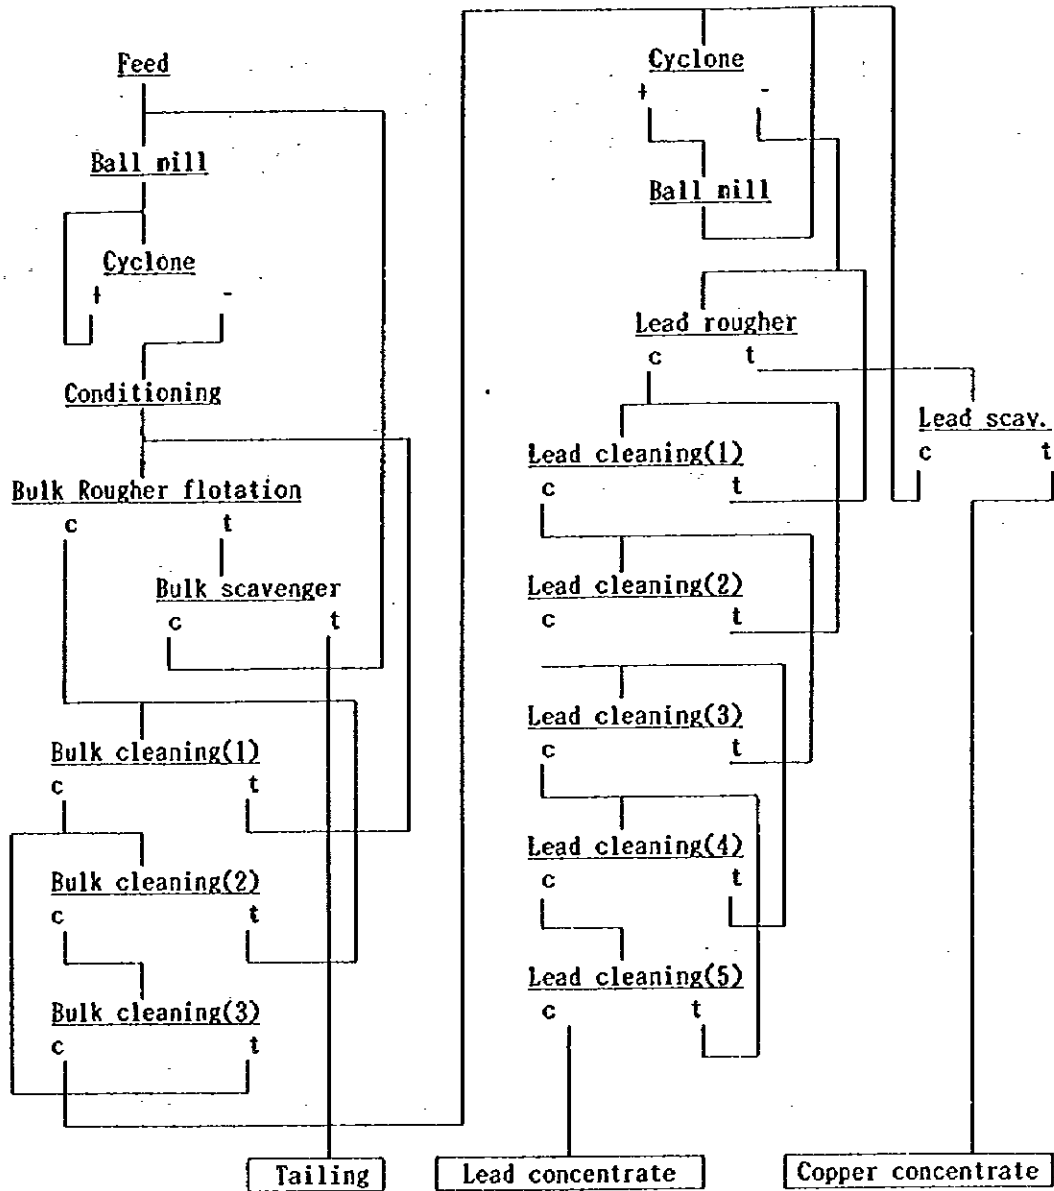 Feed
Ball mill
Cyclone
+ -
Conditioning
Bulk Rougher flotation
c t
Bulk scavenger
c t
Bulk cleaning(1)
c t
Bulk cleaning(2)
c t
Bulk cleaning(3)
c t
Cyclone
+ -
Ball mill
Lead rougher
c t
Lead scav.
c t
Lead cleaning(1)
c t
Lead cleaning(2)
c t
Lead cleaning(3)
c t
Lead cleaning(4)
c t
Lead cleaning(5)
c t
Tailing
Lead concentrate
Copper concentrate